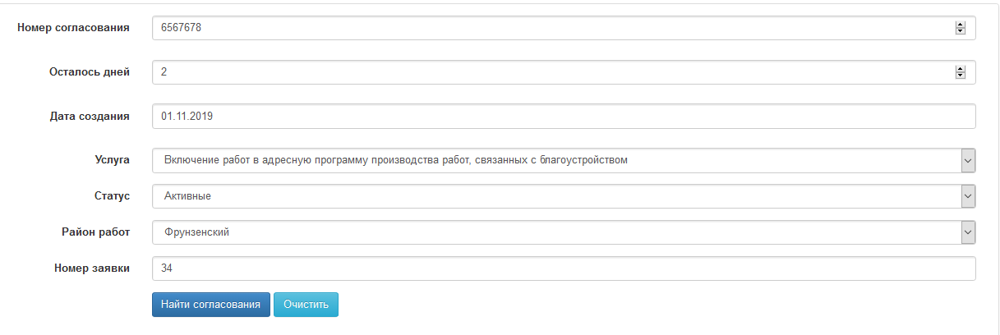 Номер согласования 6567678
Осталось дней 2
Дата создания 01.11.2019
Услуга Включение работ в адресную программу производства работ, связанных с благоустройством
Статус Активные
Район работ Фрунзенский
Номер заявки 34
Найти согласования Очистить